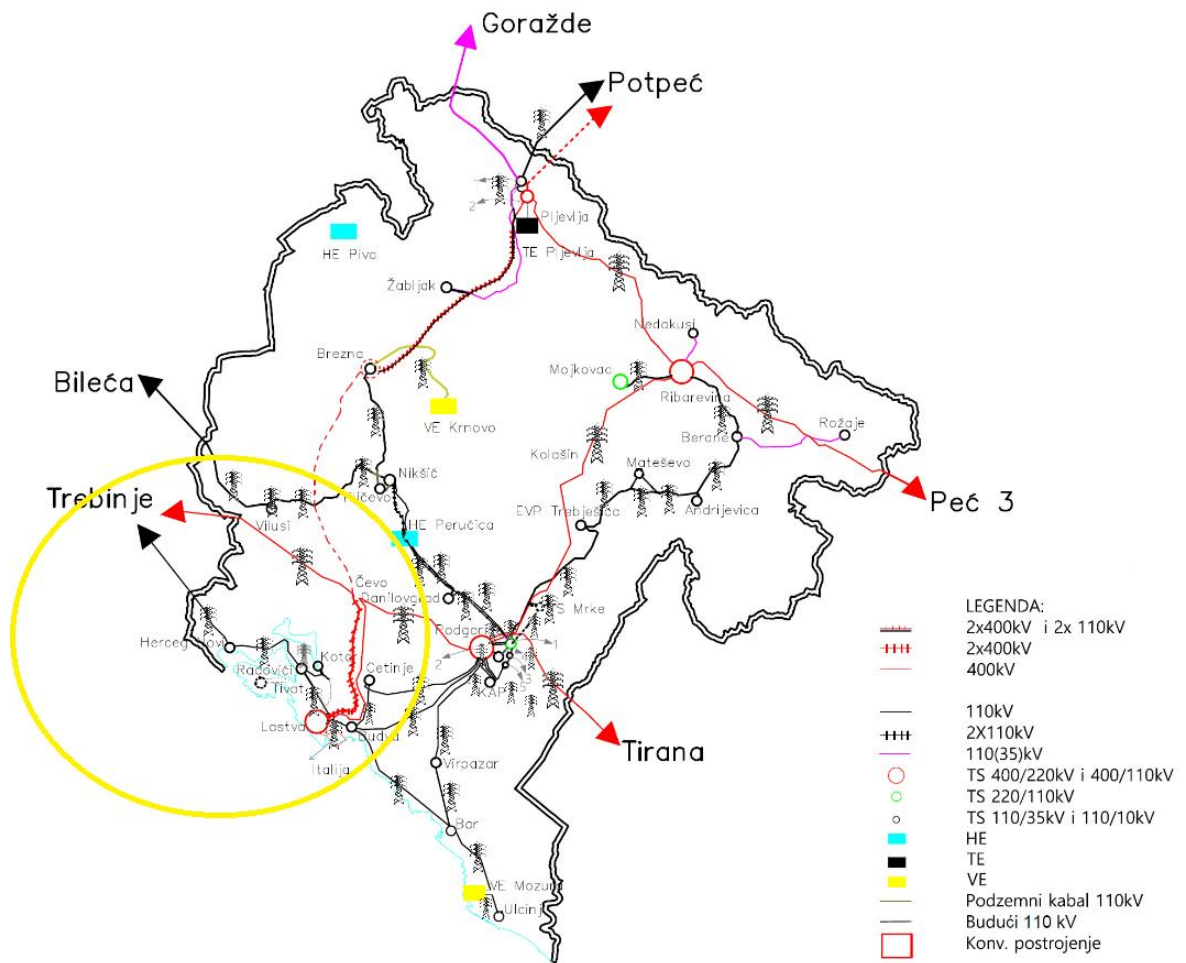 Goražde
Potpeć
Pljevlja
TE Pljevlja
HE Piva
Žabljak
Nedakusi
Brezna
Mojkovac
Ribarevina
Bileća
VE Krnovo
Rožaje
Berane
Kolašin
Nikšić
Mateševo
Trebinje
Peć 3
Vilusi
EVP Trebješica
Andrijevica
HE Perućica
Čevo
Danilovgrad
TS Mrke
Herceg Novi
Radovići
Cetinje
KAP
Tivat
Lastva
Budva
Tirana
Italija
Virpazar
Bar
VE Mozura
Ulcinj
LEGENDA:
2x400kV i 2x 110kV
2x400kV
400kV
110kV
2X110kV
110(35)kV
TS 400/220kV i 400/110kV
TS 220/110kV
TS 110/35kV i 110/10kV
HE
TE
VE
Podzemni kabal 110kV
Budući 110 kV
Konv. postrojenje